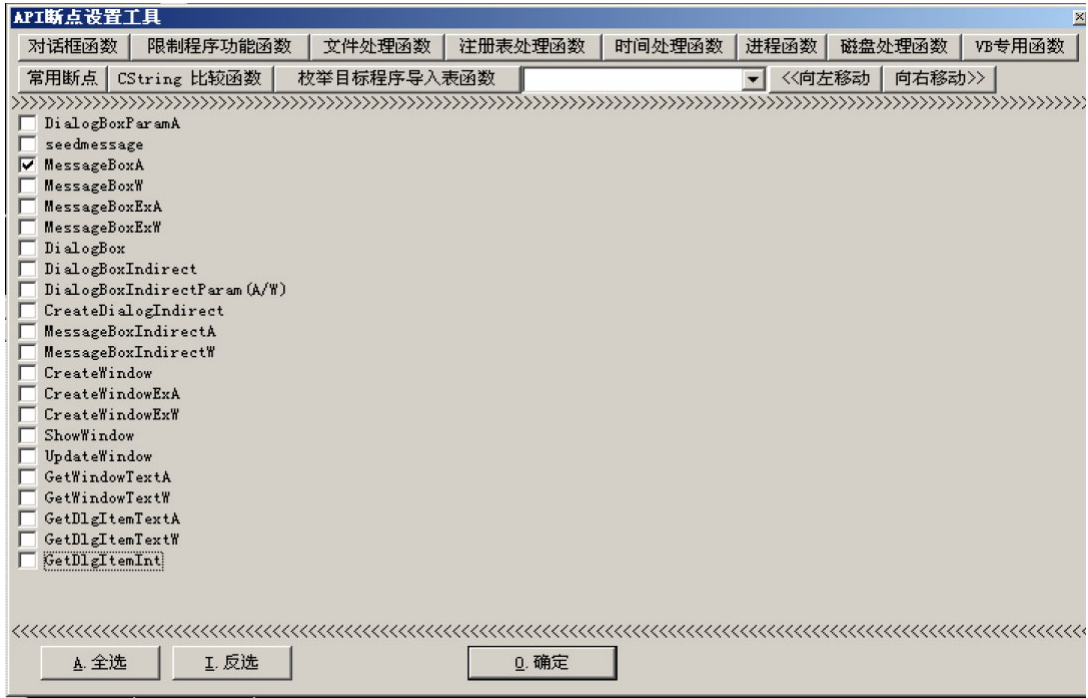 API断点设置工具
对话框函数 限制程序功能函数 文件处理函数 注册表处理函数 时间处理函数 进程函数 磁盘处理函数 VB专用函数
常用断点 CString 比较函数 枚举目标程序导入表函数 <<向左移动 向右移动>>
DialogBoxParamA
seedmessage
MessageBoxA
MessageBoxW
MessageBoxExA
MessageBoxExW
DialogBox
DialogBoxIndirect
DialogBoxIndirectParam(A/W)
CreateDialogIndirect
MessageBoxIndirectA
MessageBoxIndirectW
CreateWindow
CreateWindowExA
CreateWindowExW
ShowWindow
UpdateWindow
GetWindowTextA
GetWindowTextW
GetDlgItemTextA
GetDlgItemTextW
GetDlgItemInt
A.全选 I.反选 O.确定